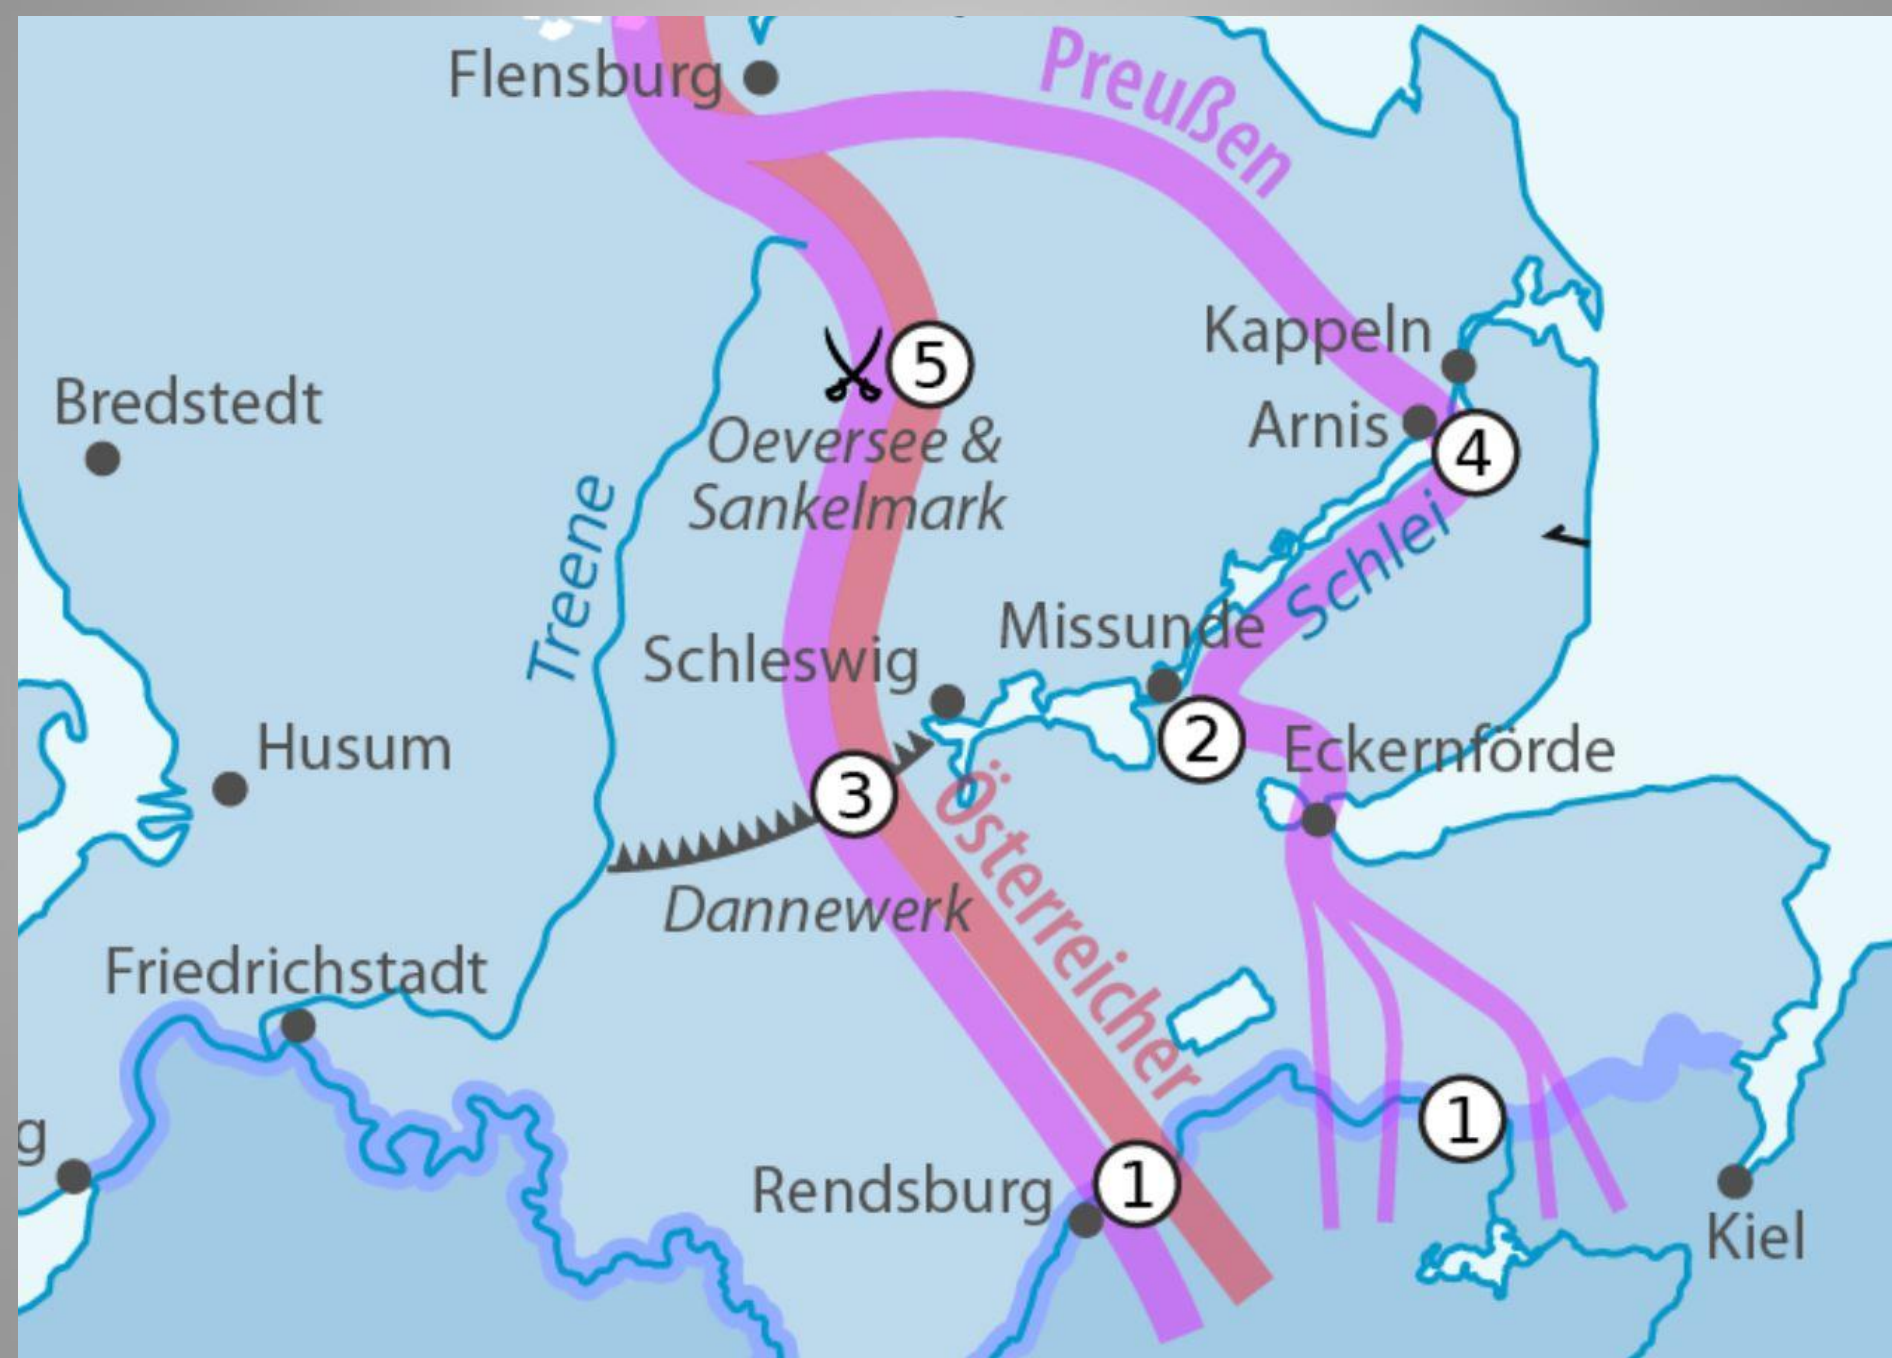 Preußen
Flensburg
Kappeln
5
Bredstedt
Arnis
4
Oeversee &
Sankelmark
Treene
Schlei
Missunde
Schleswig
2
Husum
Eckernförde
3
Österreicher
Dannewerk
Friedrichstadt
1
g
1
Rendsburg
Kiel